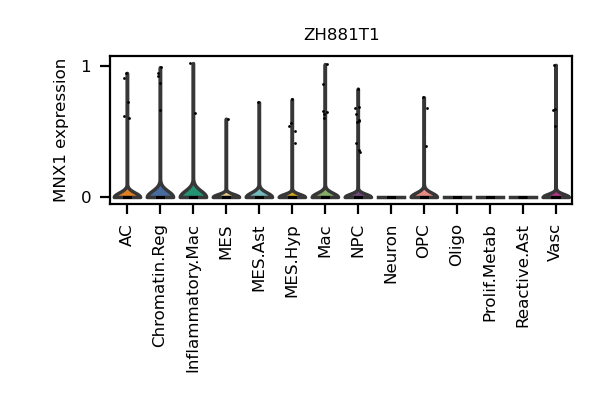 ZH881T1
MNX1 expression
1
0
AC
Chromatin.Reg
Inflammatory.Mac
MES
MES.Ast
MES.Hyp
Mac
NPC
Neuron
OPC
Oligo
Prolif.Metab
Reactive.Ast
Vasc